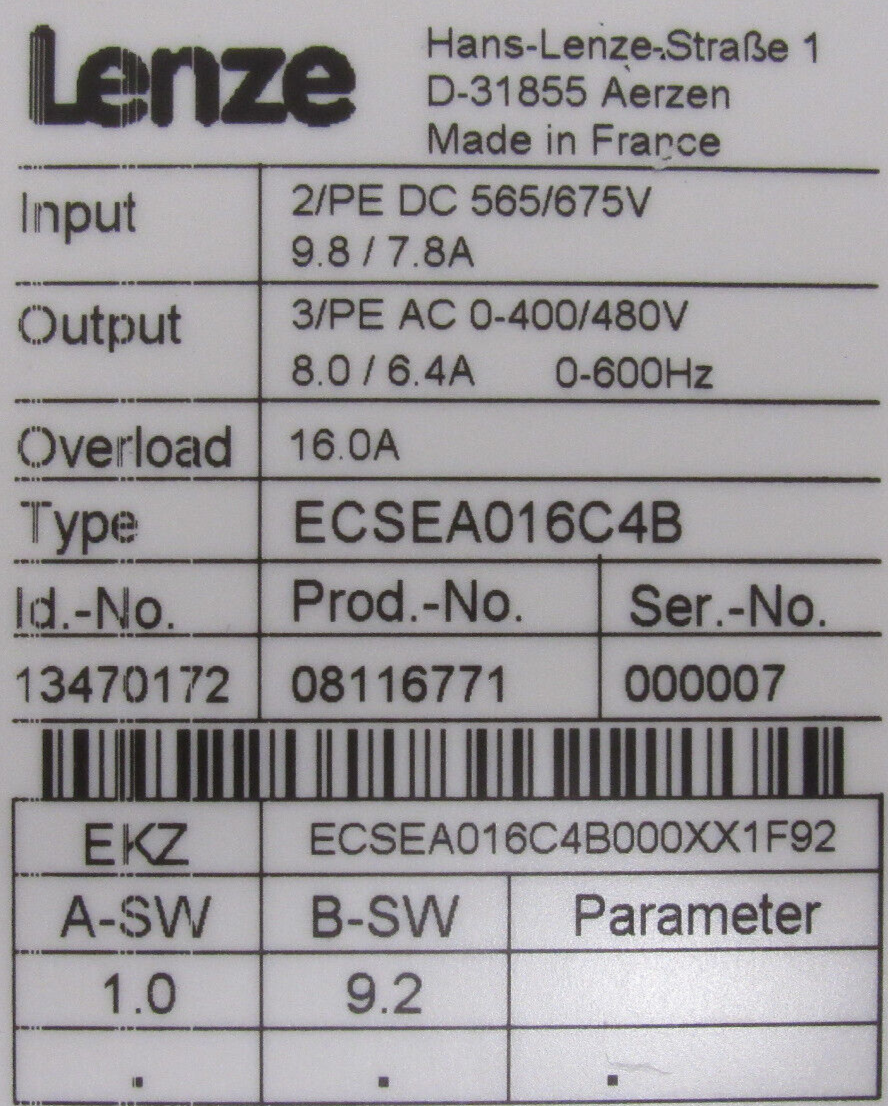 Lenze
Hans-Lenze-Straße 1
D-31855 Aerzen
Made in France
Input 2/PE DC 565/675V
9.8 / 7.8A
Output 3/PE AC 0-400/480V
8.0 / 6.4A 0-600Hz
Overload 16.0A
Type ECSEA016C4B
Id.-No. Prod.-No. Ser.-No.
13470172 08116771 000007
EKZ ECSEA016C4B000XX1F92
A-SW B-SW Parameter
1.0 9.2
. . .